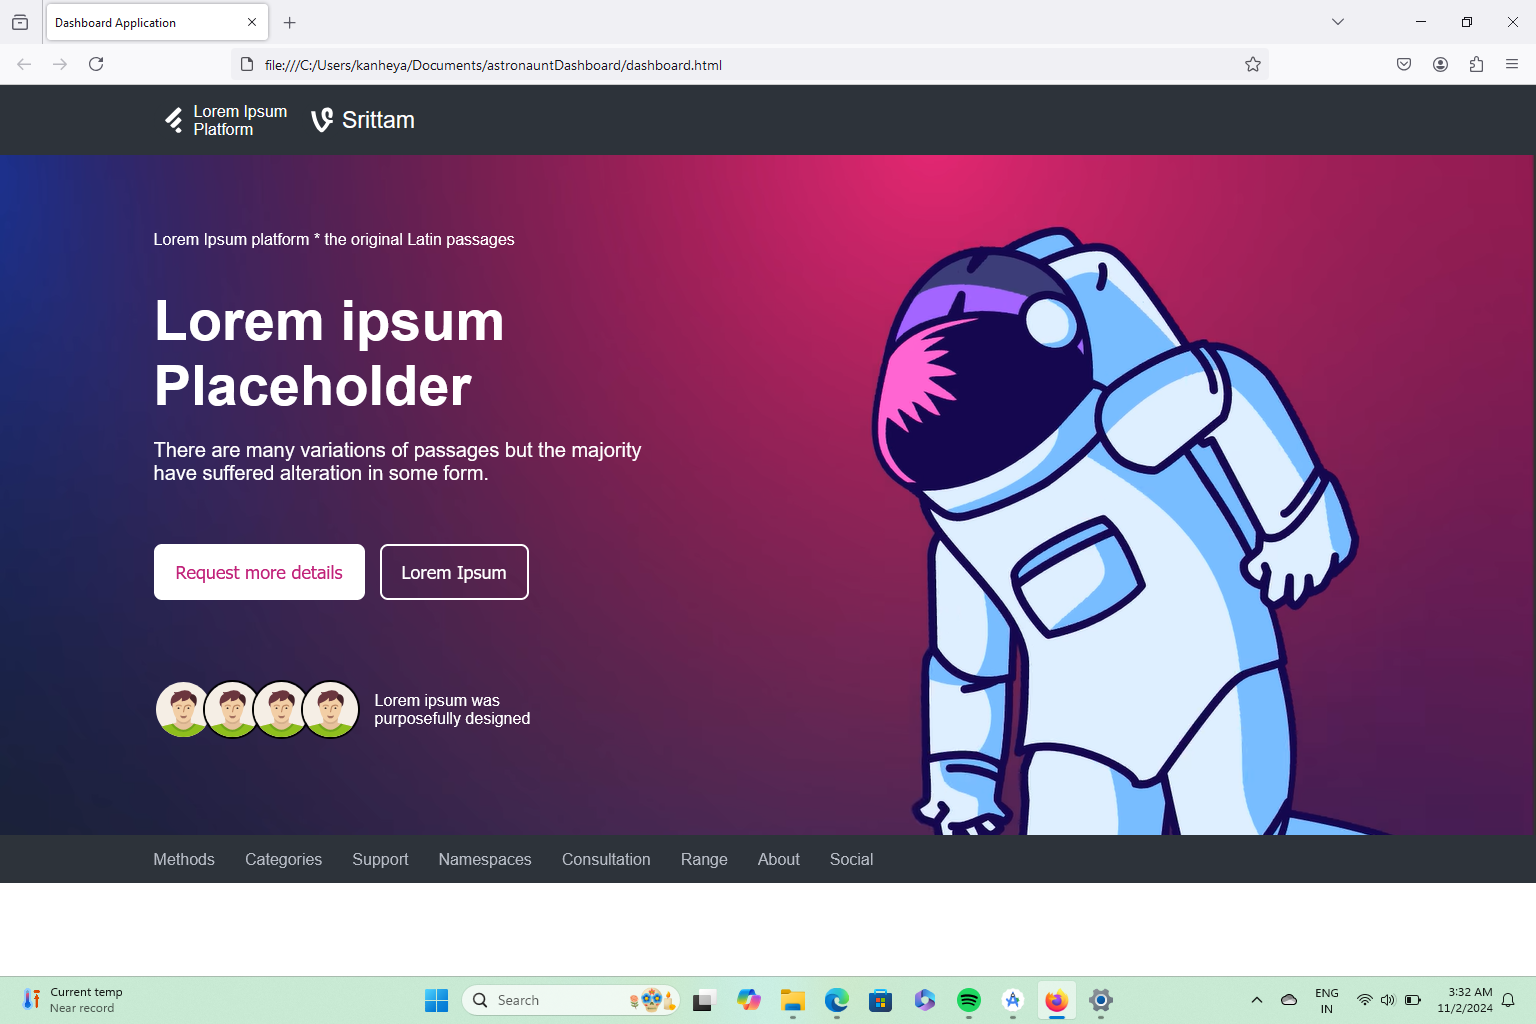 Dashboard Application
file:///C:/Users/kanheya/Documents/astronauntDashboard/dashboard.html
Lorem Ipsum
Platform
Srittam
Lorem Ipsum platform * the original Latin passages
Lorem ipsum
Placeholder
There are many variations of passages but the majority
have suffered alteration in some form.
Request more details
Lorem Ipsum
Lorem ipsum was
purposefully designed
Methods
Categories
Support
Namespaces
Consultation
Range
About
Social
Current temp
Near record
Search
ENG
IN
3:32 AM
11/2/2024